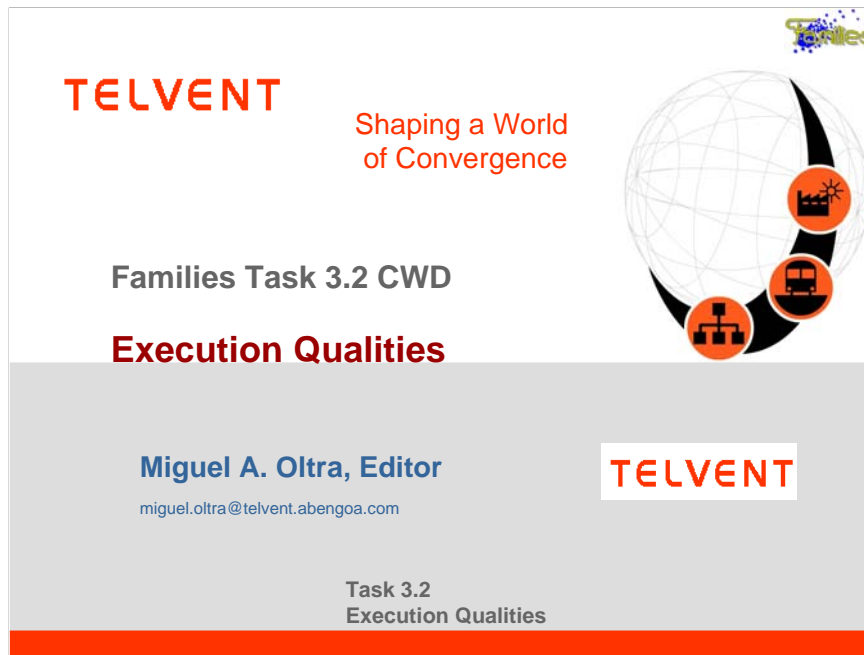 Families
TELVENT
Shaping a World
of Convergence
Families Task 3.2 CWD
Execution Qualities
Miguel A. Oltra, Editor
TELVENT
miguel.oltra@telvent.abengoa.com
Task 3.2
Execution Qualities